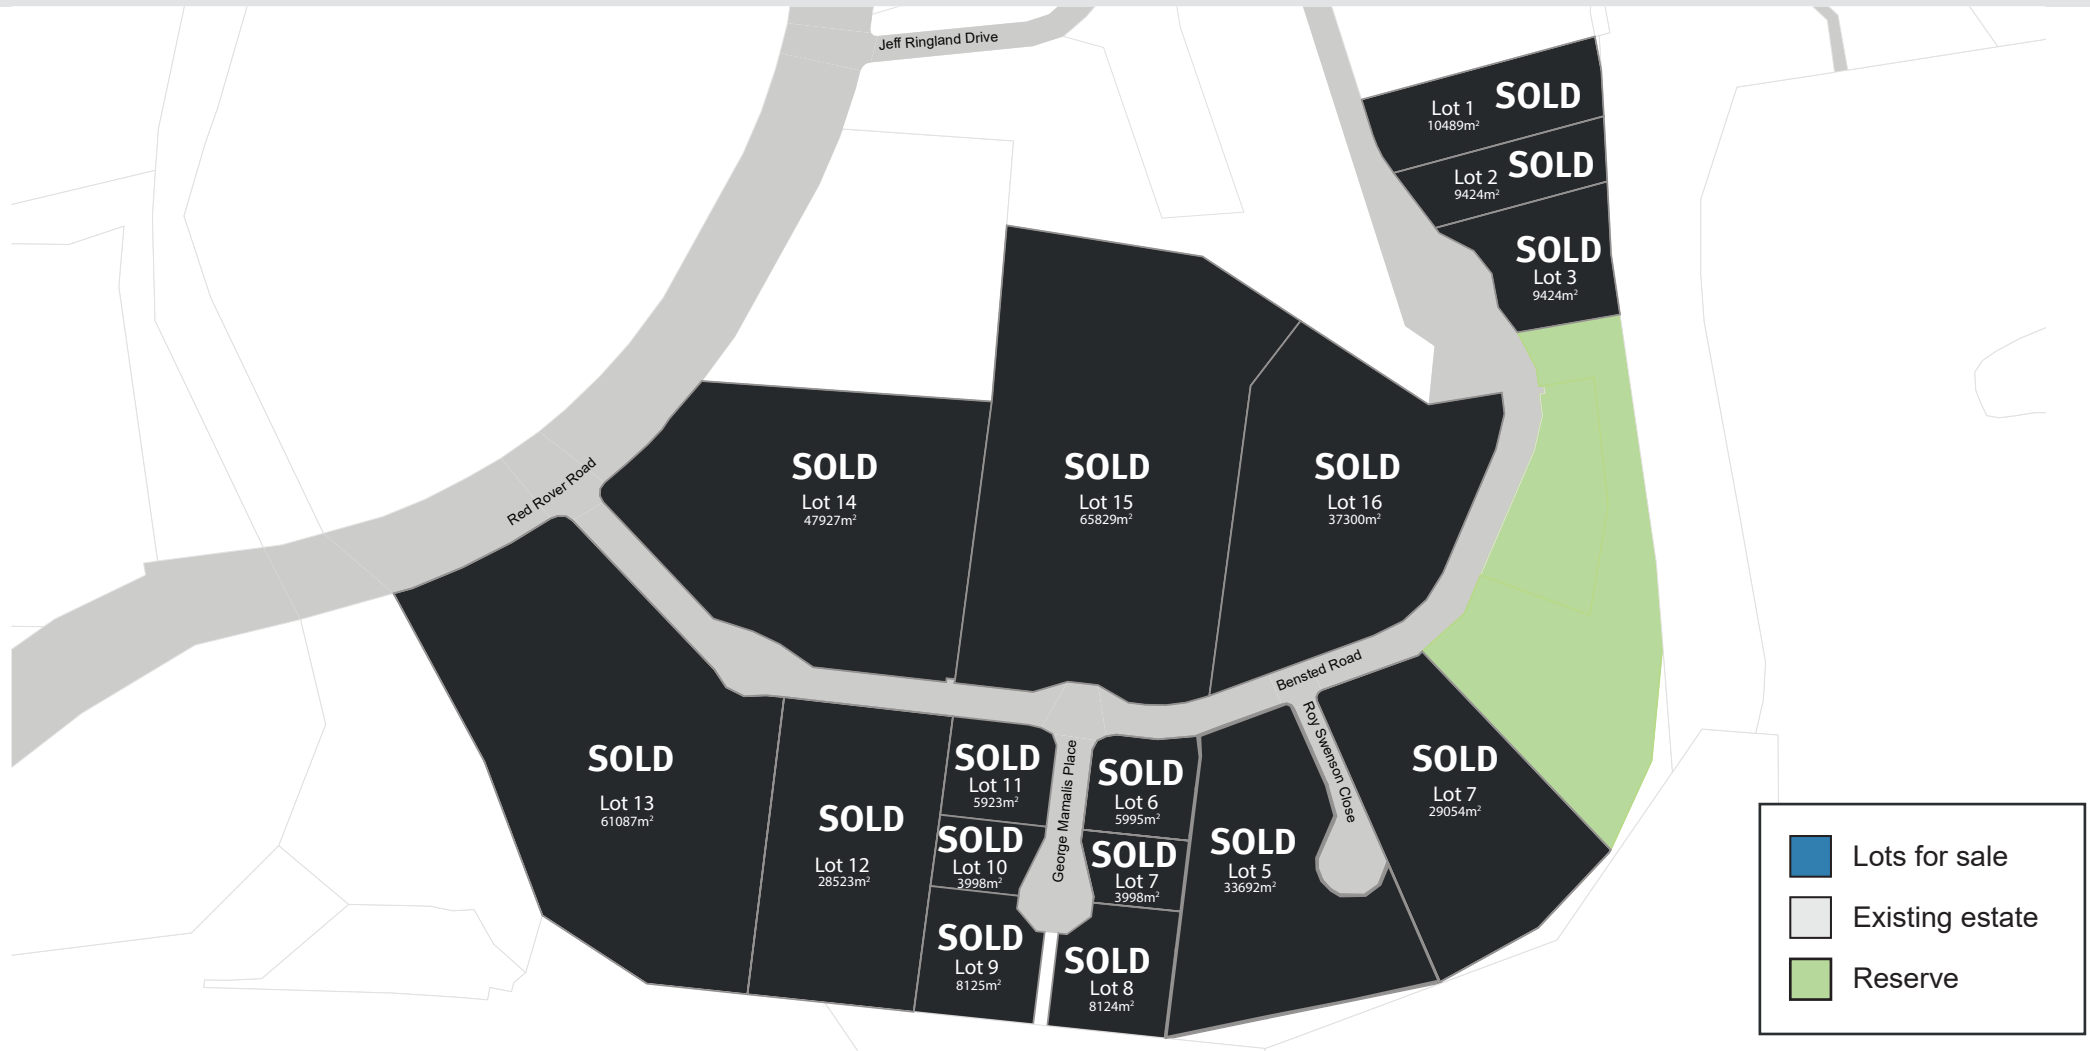 Jeff Ringland Drive
Lot 1
10489m²
SOLD
Lot 2
9424m²
SOLD
SOLD
Lot 3
9424m²
Red Rover Road
SOLD
Lot 14
47927m²
SOLD
Lot 15
65829m²
SOLD
Lot 16
37300m²
Bensted Road
Roy Swenson Close
George Mamalis Place
SOLD
Lot 13
61087m²
SOLD
Lot 12
28523m²
SOLD
Lot 11
5923m²
SOLD
Lot 10
3998m²
SOLD
Lot 9
8125m²
SOLD
Lot 6
5995m²
SOLD
Lot 7
3998m²
SOLD
Lot 8
8124m²
SOLD
Lot 5
33692m²
SOLD
Lot 7
29054m²
Lots for sale
Existing estate
Reserve